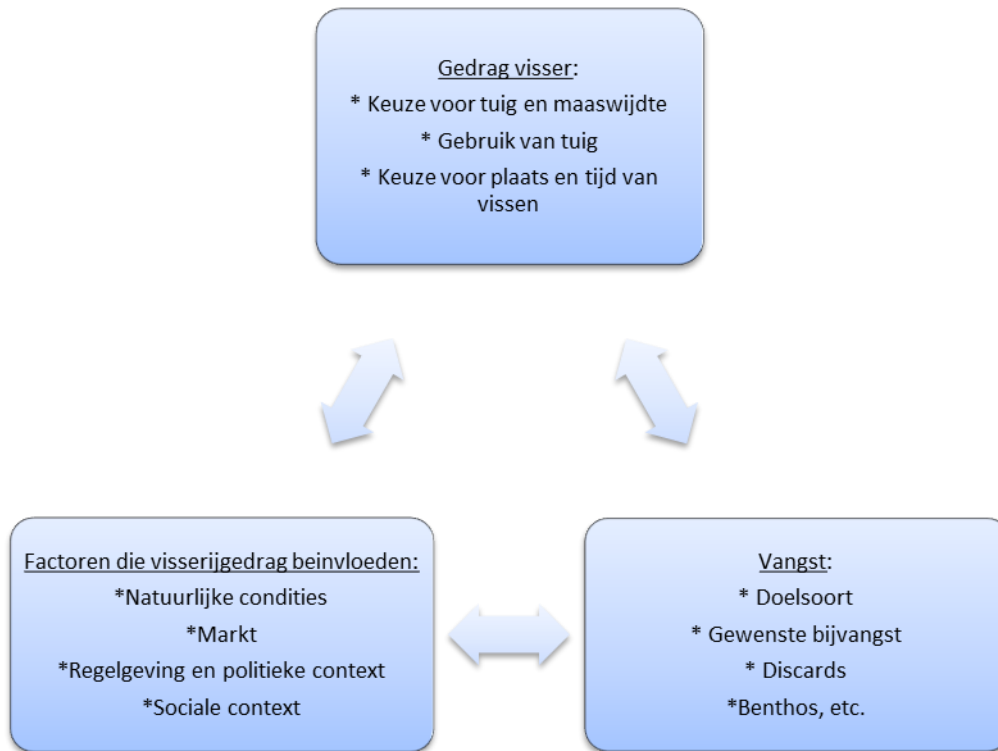 Gedrag visser:
* Keuze voor tuig en maaswijdte
* Gebruik van tuig
* Keuze voor plaats en tijd van
vissen
Factoren die visserijgedrag beinvloeden:
*Natuurlijke condities
*Markt
*Regelgeving en politieke context
*Sociale context
Vangst:
* Doelsoort
* Gewenste bijvangst
* Discards
*Benthos, etc.